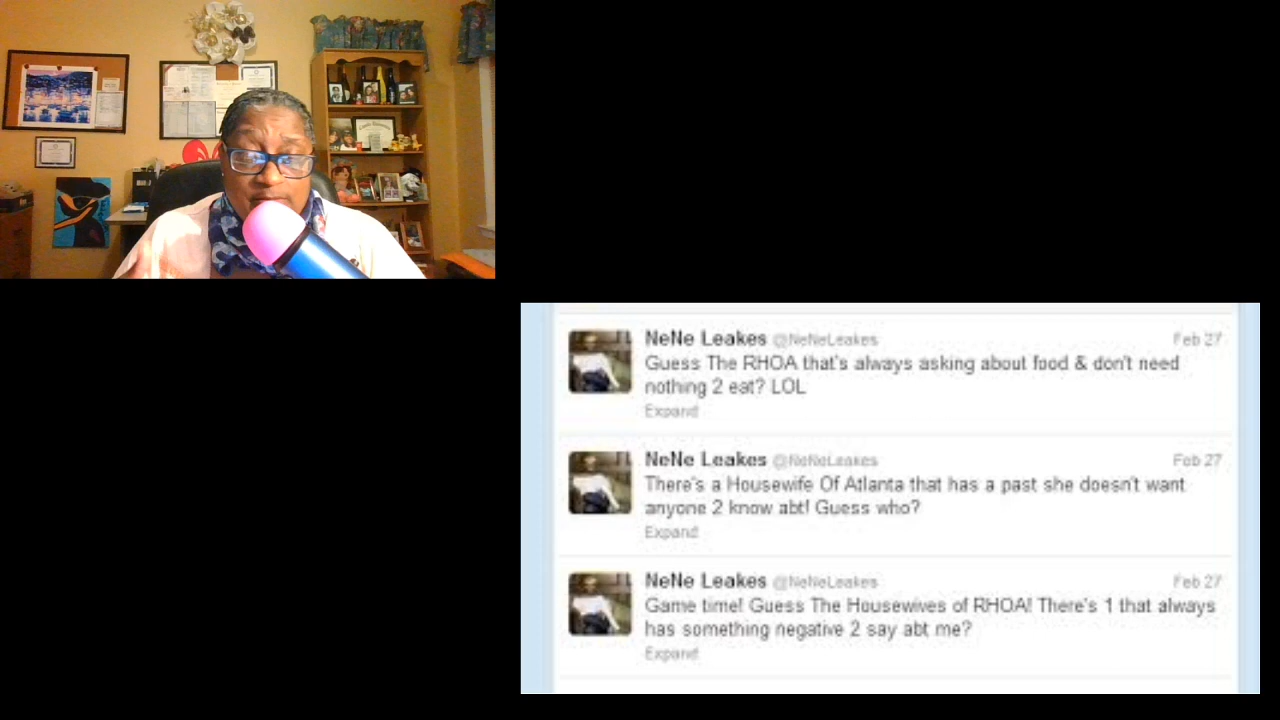 NeNe Leakes @NeNeLeakes Feb 27
Guess The RHOA that's always asking about food & don't need
nothing 2 eat? LOL
Expand
NeNe Leakes @NeNeLeakes Feb 27
There's a Housewife Of Atlanta that has a past she doesn't want
anyone 2 know abt! Guess who?
Expand
NeNe Leakes @NeNeLeakes Feb 27
Game time! Guess The Housewives of RHOA! There's 1 that always
has something negative 2 say abt me?
Expand